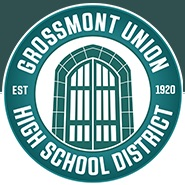 GROSSMONT UNION
EST 1920
HIGH SCHOOL DISTRICT